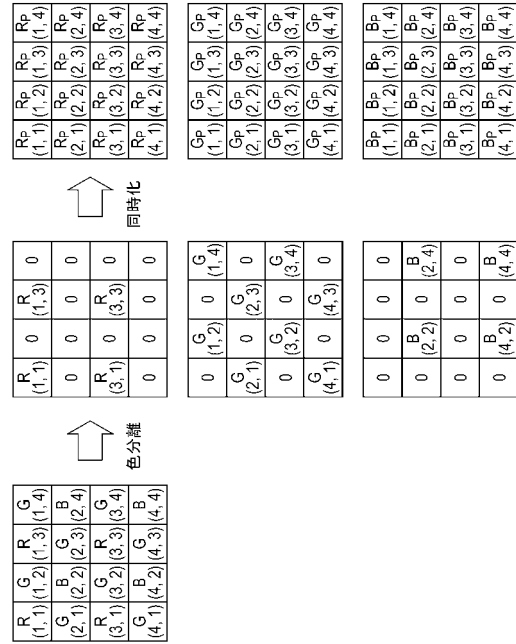 R G R G
(1, 1) (1, 2) (1, 3) (1, 4)
G B G B
(2, 1) (2, 2) (2, 3) (2, 4)
R G R G
(3, 1) (3, 2) (3, 3) (3, 4)
G B G B
(4, 1) (4, 2) (4, 3) (4, 4)
色分離
R 0 R 0
(1, 1) (1, 3)
0 0 0 0
R 0 R 0
(3, 1) (3, 3)
0 0 0 0
0 G 0 G
(1, 2) (1, 4)
G 0 G 0
(2, 1) (2, 3)
0 G 0 G
(3, 2) (3, 4)
G 0 G 0
(4, 1) (4, 3)
0 0 0 0
0 B 0 B
(2, 2) (2, 4)
0 0 0 0
0 B 0 B
(4, 2) (4, 4)
同時化
RP RP RP RP
(1, 1) (1, 2) (1, 3) (1, 4)
RP RP RP RP
(2, 1) (2, 2) (2, 3) (2, 4)
RP RP RP RP
(3, 1) (3, 2) (3, 3) (3, 4)
RP RP RP RP
(4, 1) (4, 2) (4, 3) (4, 4)
GP GP GP GP
(1, 1) (1, 2) (1, 3) (1, 4)
GP GP GP GP
(2, 1) (2, 2) (2, 3) (2, 4)
GP GP GP GP
(3, 1) (3, 2) (3, 3) (3, 4)
GP GP GP GP
(4, 1) (4, 2) (4, 3) (4, 4)
BP BP BP BP
(1, 1) (1, 2) (1, 3) (1, 4)
BP BP BP BP
(2, 1) (2, 2) (2, 3) (2, 4)
BP BP BP BP
(3, 1) (3, 2) (3, 3) (3, 4)
BP BP BP BP
(4, 1) (4, 2) (4, 3) (4, 4)